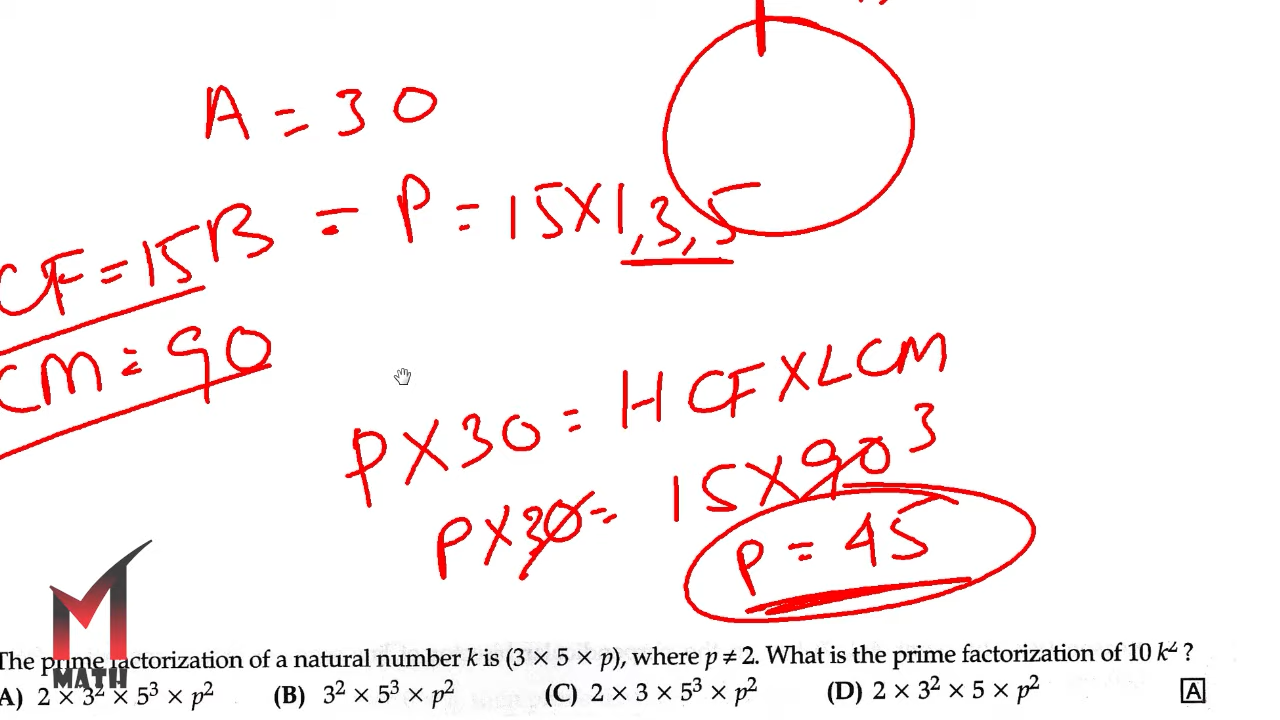 A = 30
B = P = 15 X 1, 3, 5
CF = 15
CM = 90
P X 30 = HCF X LCM
P X 30 = 15 X 90 3
P = 45
MATH
The prime factorization of a natural number k is (3 × 5 × p), where p ≠ 2. What is the prime factorization of 10 k² ?
A) 2 × 3² × 5³ × p² (B) 3² × 5³ × p² (C) 2 × 3 × 5³ × p² (D) 2 × 3² × 5 × p² A